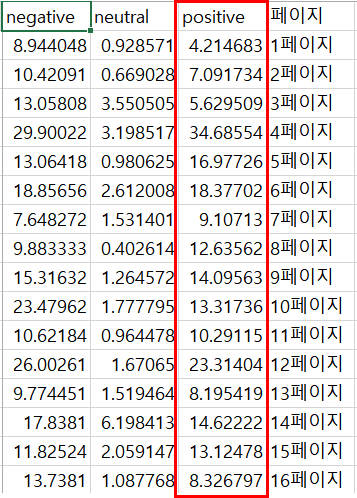 negative neutral positive 페이지
8.944048 0.928571 4.214683 1페이지
10.42091 0.669028 7.091734 2페이지
13.05808 3.550505 5.629509 3페이지
29.90022 3.198517 34.68554 4페이지
13.06418 0.980625 16.97726 5페이지
18.85656 2.612008 18.37702 6페이지
7.648272 1.531401 9.10713 7페이지
9.883333 0.402614 12.63562 8페이지
15.31632 1.264572 14.09563 9페이지
23.47962 1.777795 13.31736 10페이지
10.62184 0.964478 10.29115 11페이지
26.00261 1.67065 23.31404 12페이지
9.774451 1.519464 8.195419 13페이지
17.8381 6.198413 14.62222 14페이지
11.82524 2.059147 13.12478 15페이지
13.7381 1.087768 8.326797 16페이지